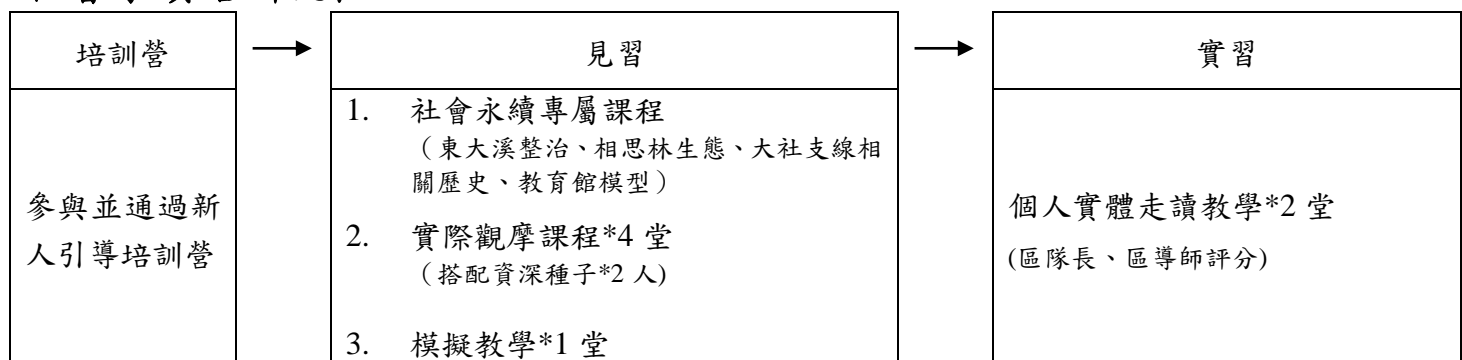 培訓營
參與並通過新
人引導培訓營
見習
1. 社會永續專屬課程
(東大溪整治、相思林生態、大社支線相
關歷史、教育館模型)
2. 實際觀摩課程*4 堂
(搭配資深種子*2 人)
3. 模擬教學*1 堂
實習
個人實體走讀教學*2 堂
(區隊長、區導師評分)